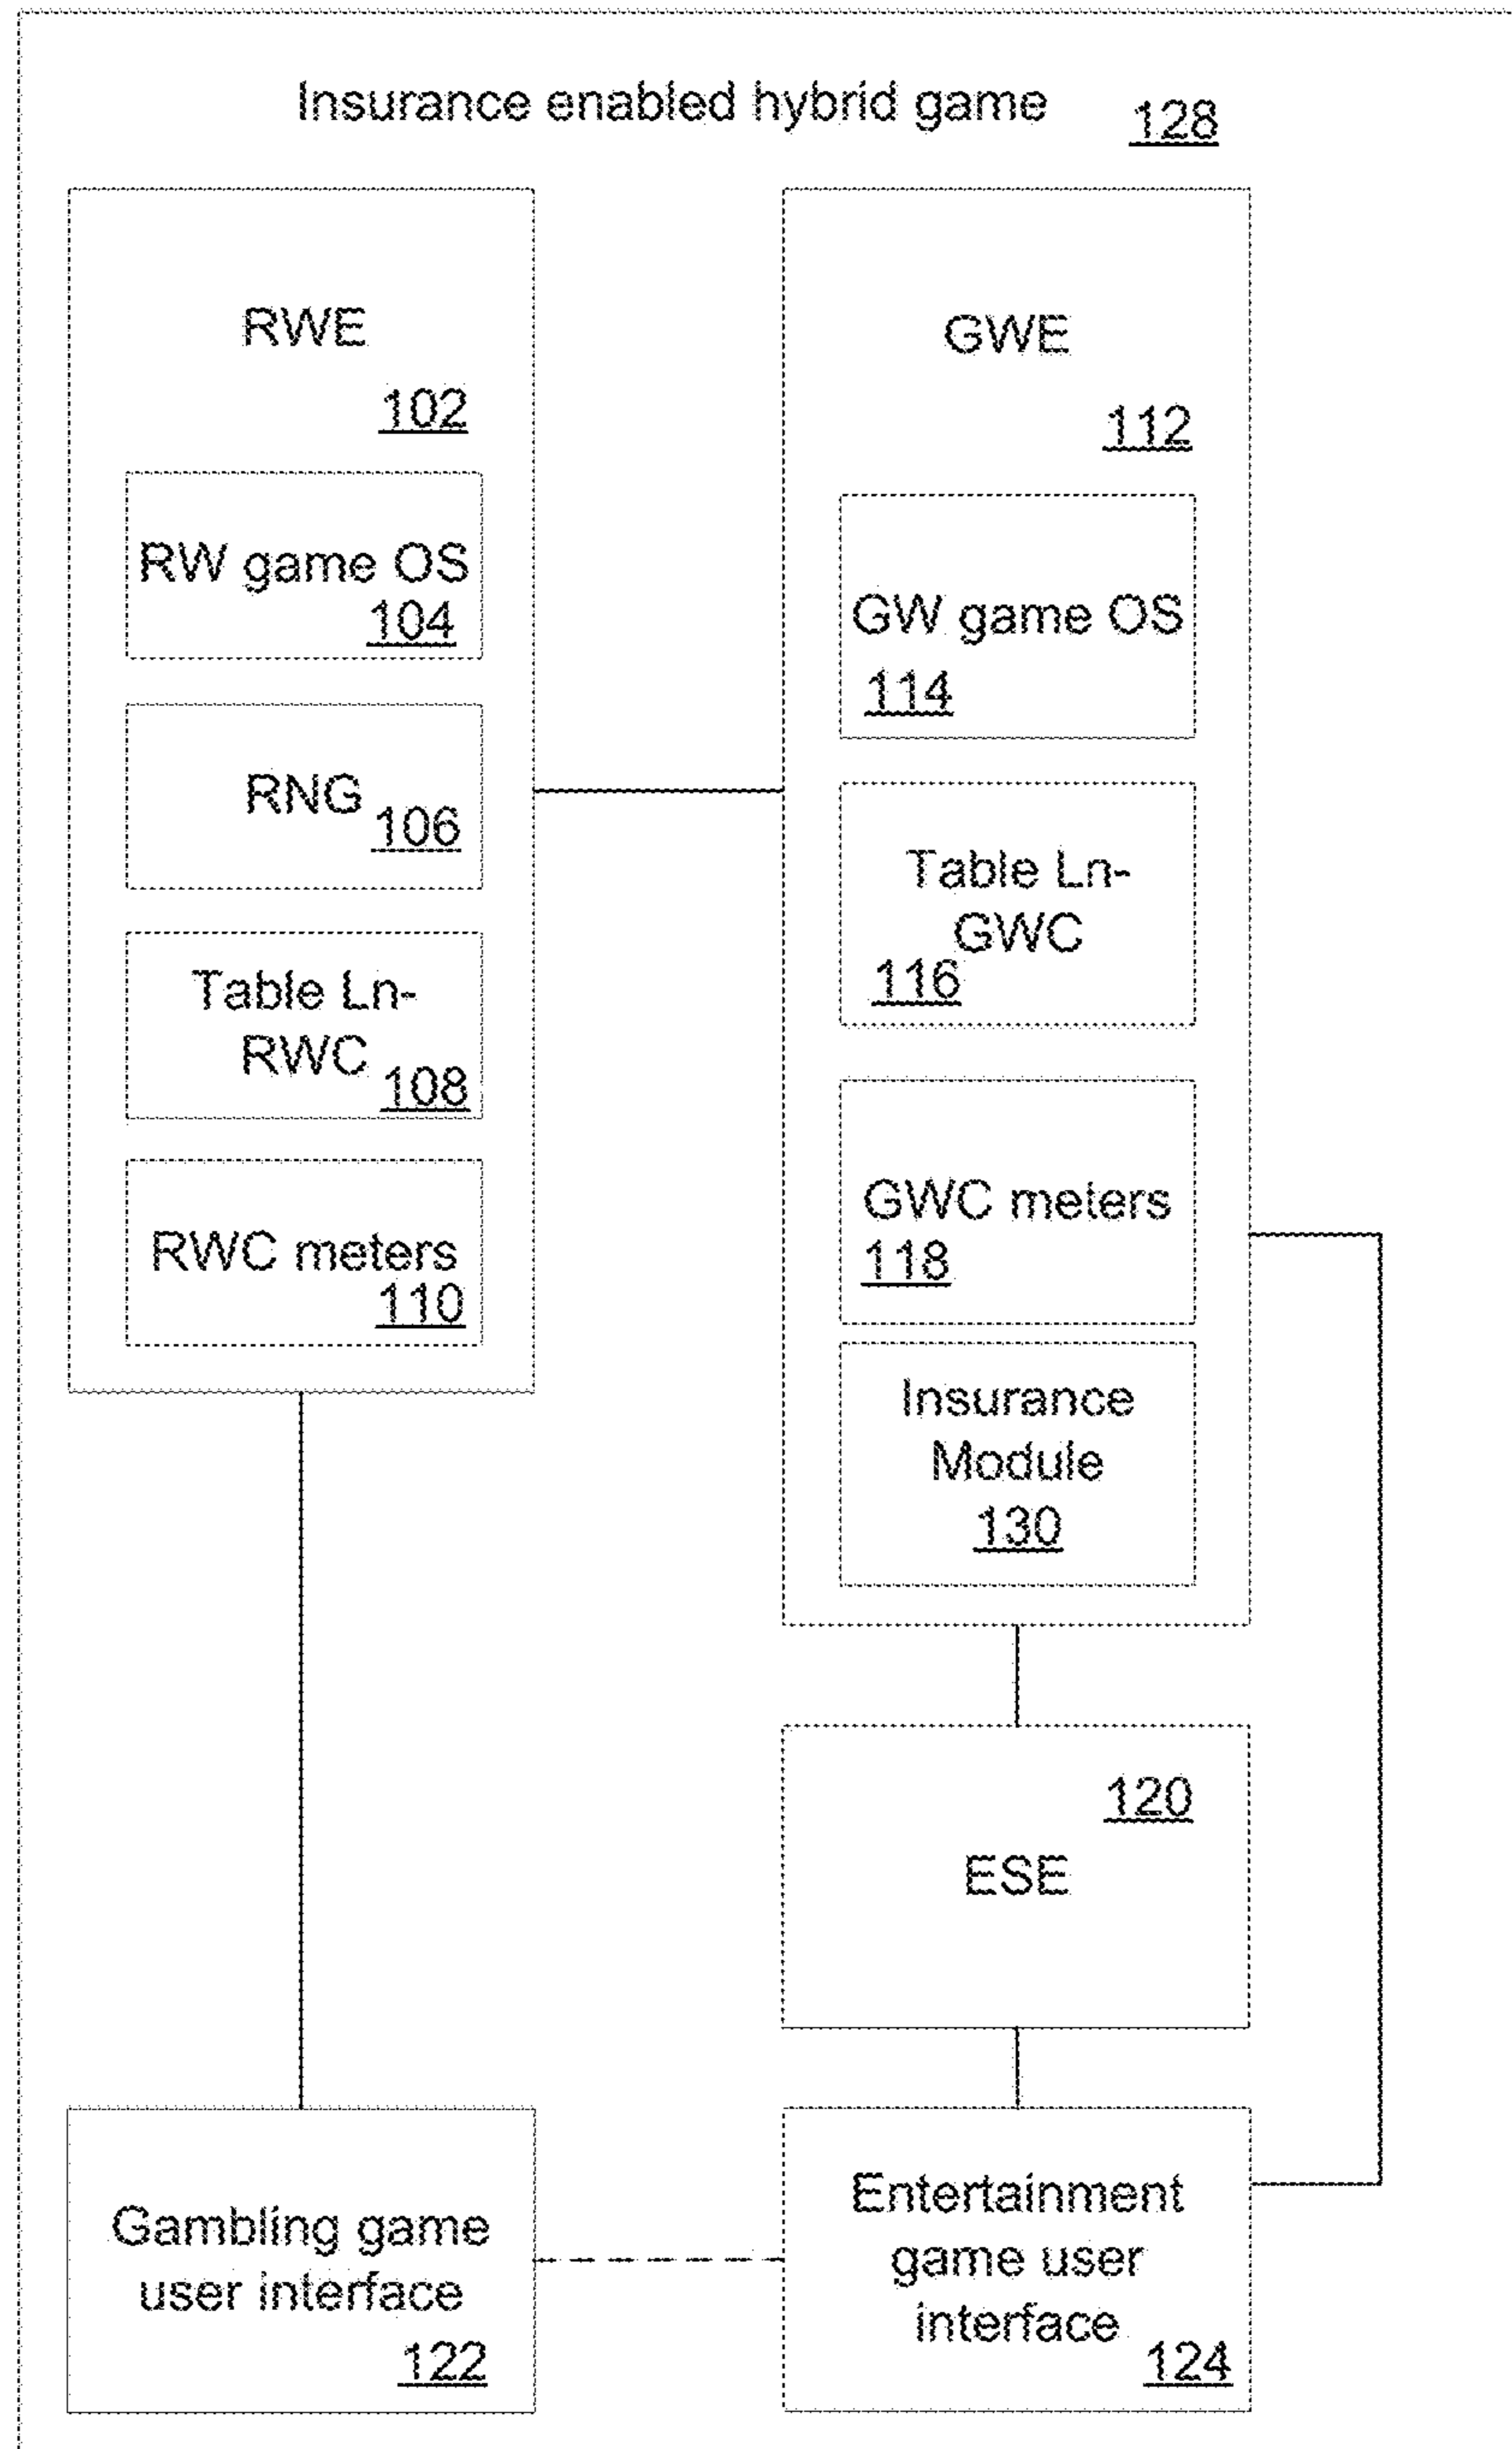 Insurance enabled hybrid game 128
RWE
102
RW game OS
104
RNG 106
Table Ln-
RWC 108
RWC meters
110
GWE
112
GW game OS
114
Table Ln-
GWC
116
GWC meters
118
Insurance
Module
130
120
ESE
Gambling game
user interface
122
Entertainment
game user
interface
124